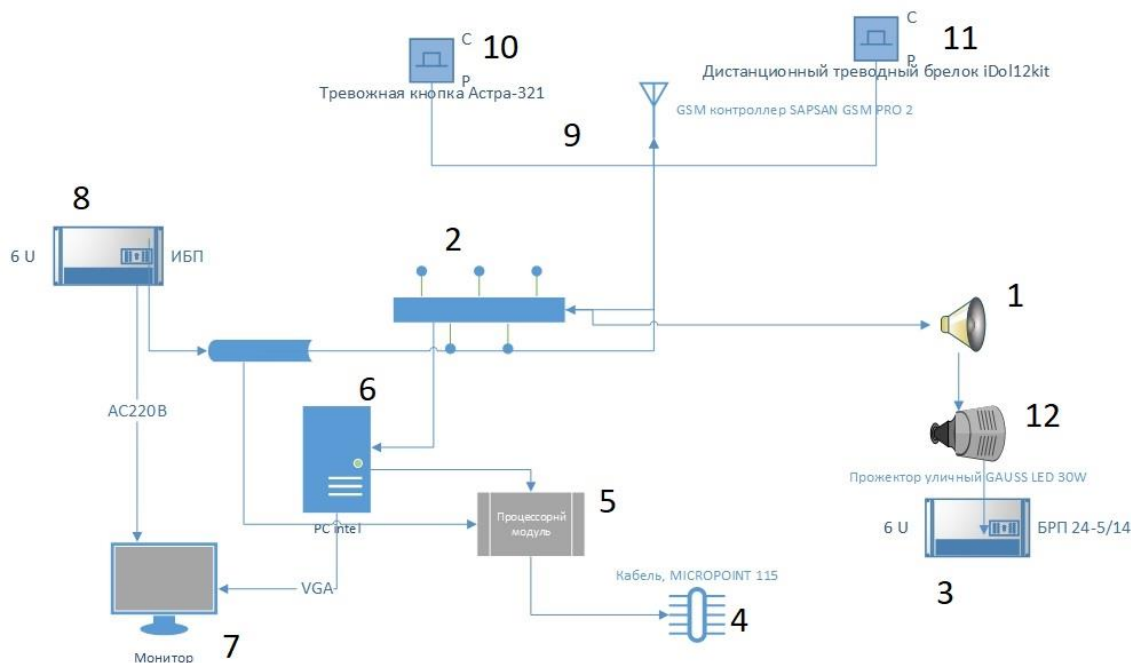 C
10
P
Тревожная кнопка Астра-321
C
11
P
Дистанционный треводный брелок iDol12kit
GSM контроллер SAPSAN GSM PRO 2
9
8
6 U
ИБП
2
1
6
AC220В
12
Прожектор уличный GAUSS LED 30W
5
Процессорнй
модуль
PC intel
6 U
БРП 24-5/14
VGA
Кабель, MICROPOINT 115
3
4
7
Монитор